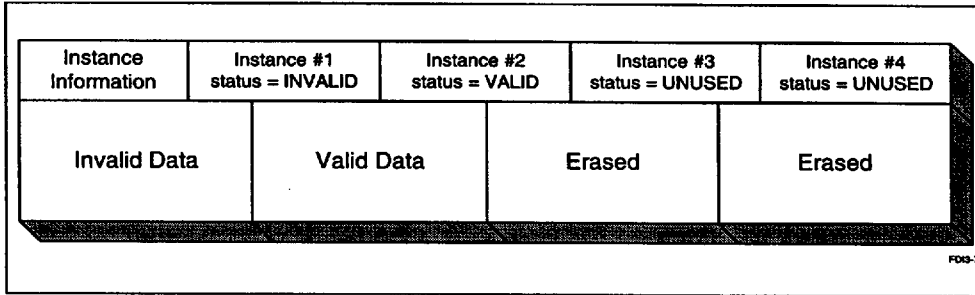 Instance
Information
Instance #1
status = INVALID
Instance #2
status = VALID
Instance #3
status = UNUSED
Instance #4
status = UNUSED
Invalid Data
Valid Data
Erased
Erased